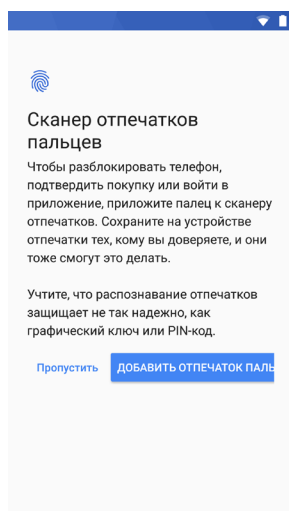 Сканер отпечатков
пальцев
Чтобы разблокировать телефон,
подтвердить покупку или войти в
приложение, приложите палец к сканеру
отпечатков. Сохраните на устройстве
отпечатки тех, кому вы доверяете, и они
тоже смогут это делать.
Учтите, что распознавание отпечатков
защищает не так надежно, как
графический ключ или PIN-код.
Пропустить ДОБАВИТЬ ОТПЕЧАТОК ПАЛЬ